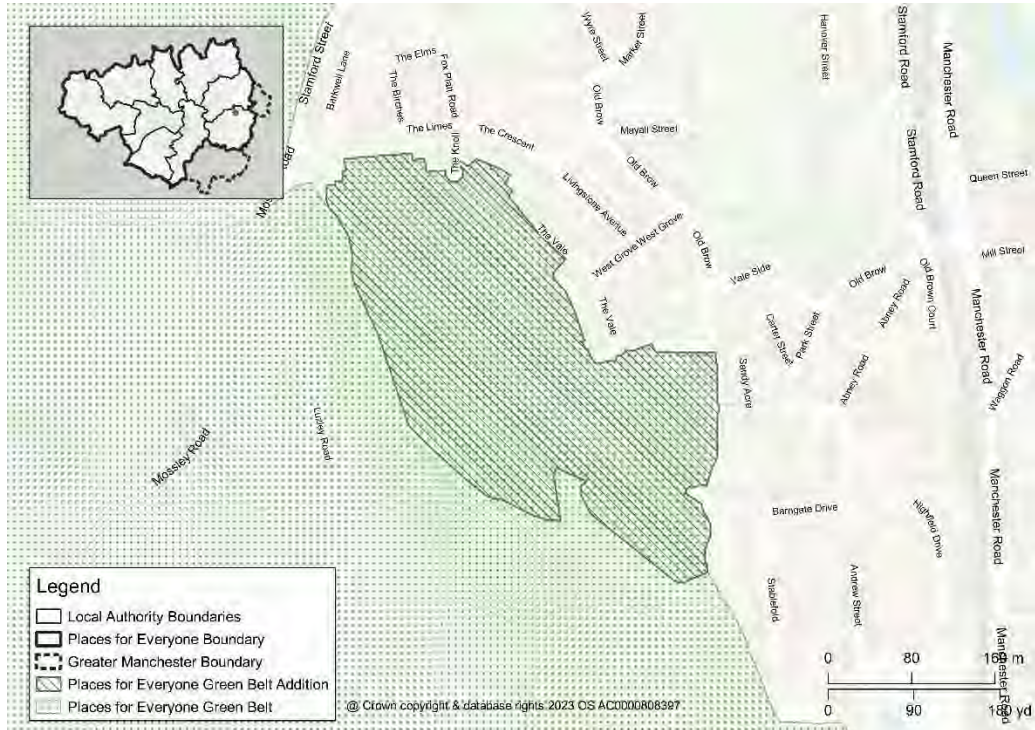 Stamford Street
Batkwell Lane
The Elms
The Birches
Fox Platt Road
The Limes
The Knoll
The Crescent
Wyre Street
Market Street
Old Brow
Mayall Street
Old Brow
Livingstone Avenue
West Grove
West Grove
Old Brow
The Vale
The Vale
Vale Side
Carter Street
Park Street
Old Brow
Abney Road
Abney Road
Old Brown Court
Hanover Street
Stamford Road
Stamford Road
Manchester Road
Queen Street
Mill Street
Manchester Road
Waggon Road
Sandy Acre
Luzley Road
Mossley Road
Barngate Drive
Highfield Drive
Manchester Road
Stablefold
Andrew Street
Manchester Road
Legend
Local Authority Boundaries
Places for Everyone Boundary
Greater Manchester Boundary
Places for Everyone Green Belt Addition
Places for Everyone Green Belt
@ Crown copyright & database rights 2023 OS AC0000808397
0 80 160 m
0 90 180 yd